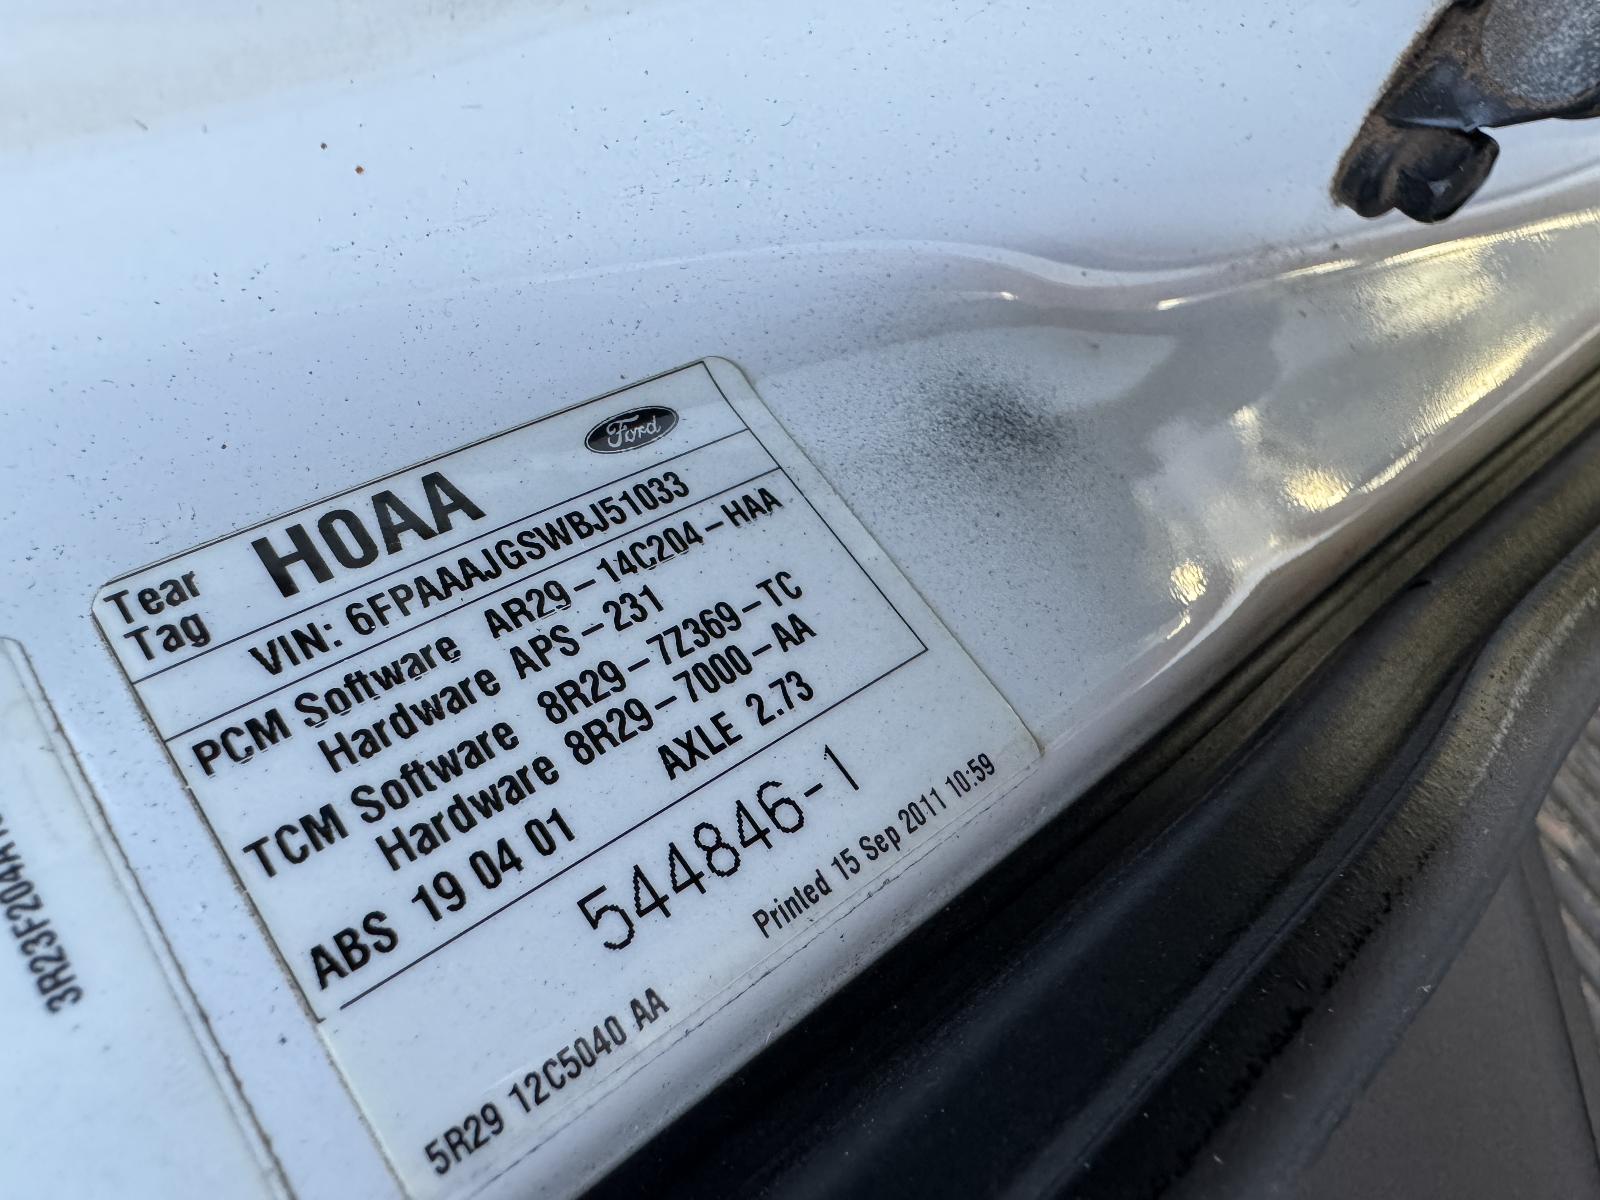 Ford
Tear Tag HOAA
VIN: 6FPAAAJGSWBJ51033
PCM Software AR29-14C204-HAA
Hardware APS-231
TCM Software 8R29-7Z369-TC
Hardware 8R29-7000-AA
ABS 19 04 01 AXLE 2.73
544846-1
Printed 15 Sep 2011 10:59
5R29 12C5040 AA